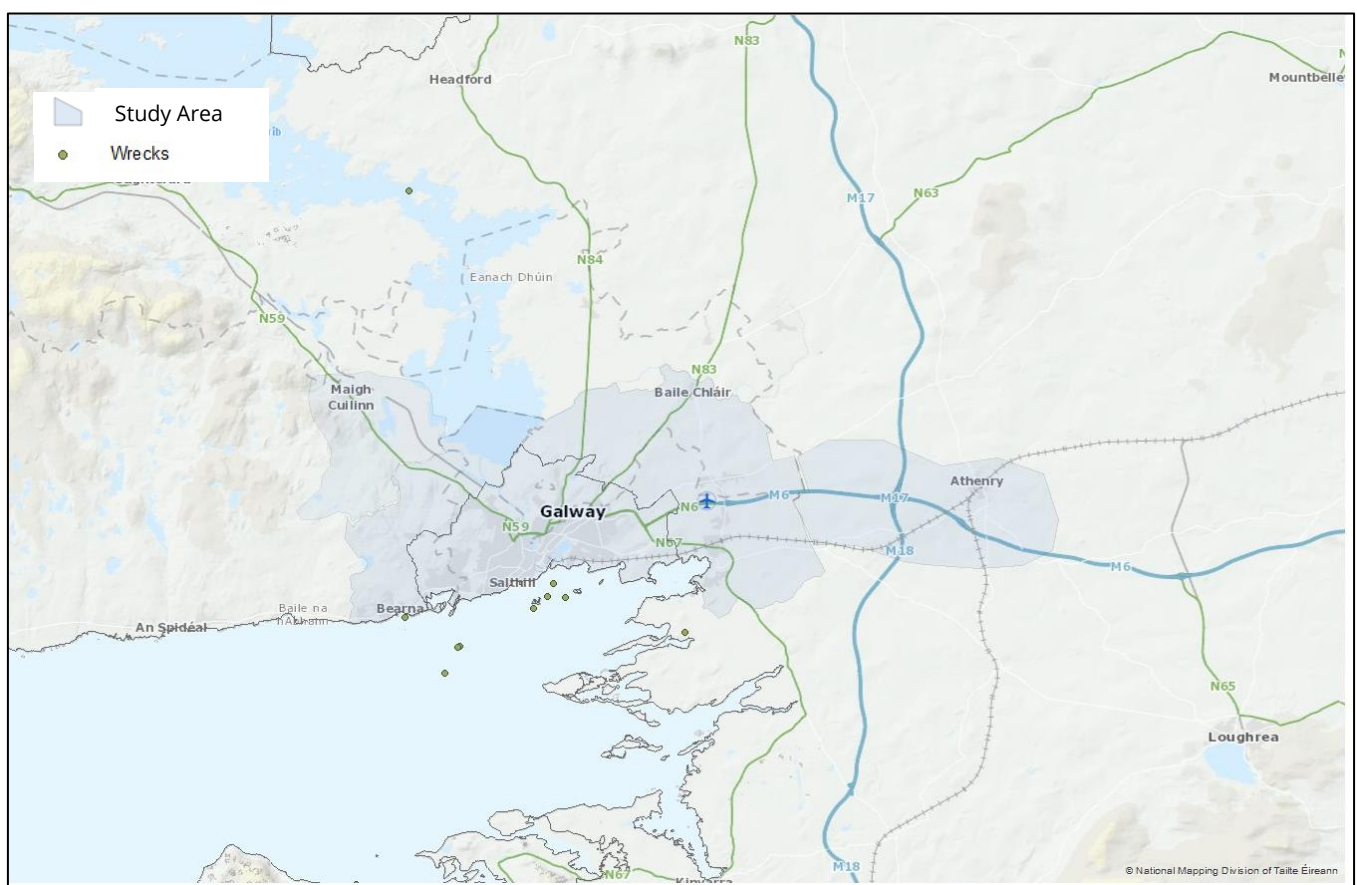 N83
Headford
Mountbelle
Study Area
Wrecks
M17
N63
N84
Eanach Dhúin
N59
N83
Maigh
Cuilinn
Baile Chláir
Athenry
N6
M6
M17
Galway
N59
N67
M18
M6
Salthill
Bearna
Baile na
hAbhann
An Spidéal
N65
Loughrea
M18
N67
Kinvarra
© National Mapping Division of Tailte Éireann